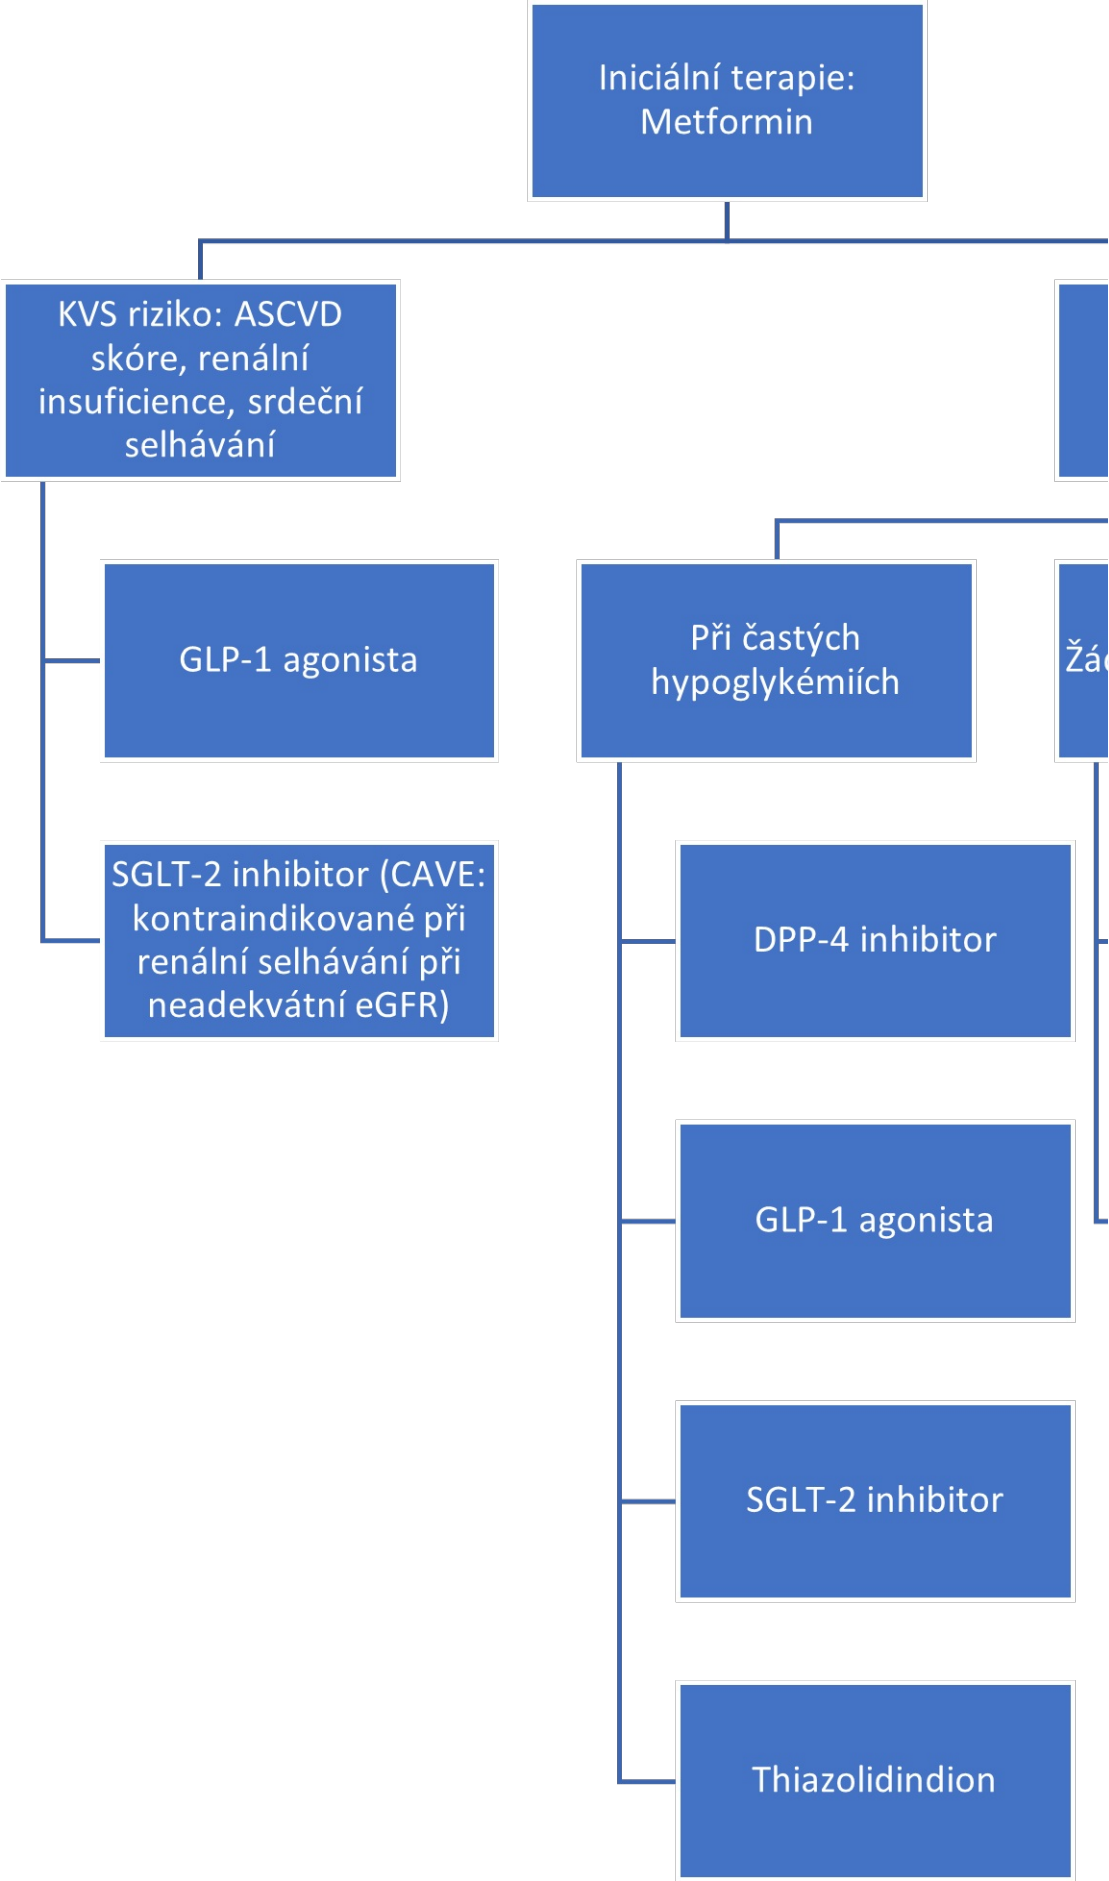 Iniciální terapie:
Metformin
KVS riziko: ASCVD
skóre, renální
insuficience, srdeční
selhávání
GLP-1 agonista
SGLT-2 inhibitor (CAVE:
kontraindikované při
renální selhávání při
neadekvátní eGFR)
Při častých
hypoglykémiích
DPP-4 inhibitor
GLP-1 agonista
SGLT-2 inhibitor
Thiazolidindion